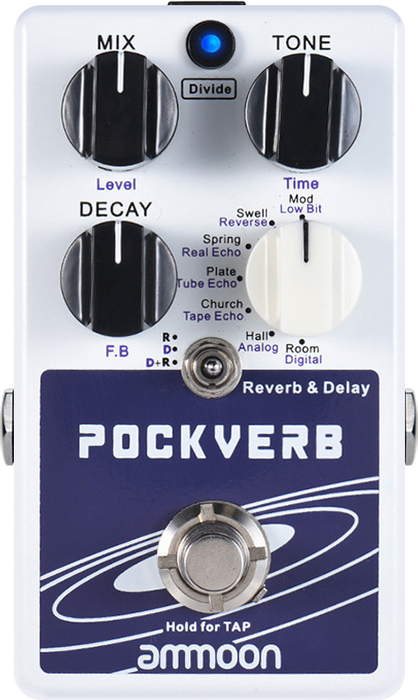 MIX
TONE
Divide
Level
Time
DECAY
Mod
Low Bit
Swell
Reverse
Spring
Real Echo
Plate
Tube Echo
Church
Tape Echo
Hall
Analog
Room
Digital
F.B
R
D
D+R
Reverb & Delay
POCKVERB
Hold for TAP
ammoon